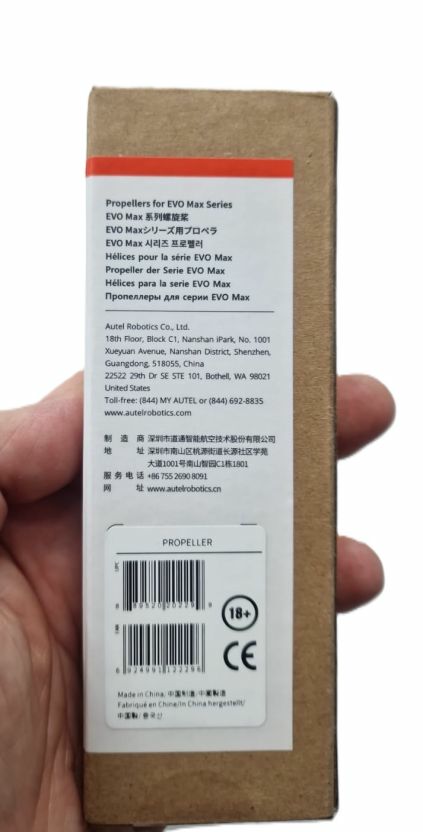 Propellers for EVO Max Series
EVO Max 系列螺旋桨
EVO Maxシリーズ用プロペラ
EVO Max 시리즈 프로펠러
Hélices pour la série EVO Max
Propeller der Serie EVO Max
Hélices para la serie EVO Max
Пропеллеры для серии EVO Max
Autel Robotics Co., Ltd.
18th Floor, Block C1, Nanshan iPark, No. 1001
Xueyuan Avenue, Nanshan District, Shenzhen,
Guangdong, 518055, China
22522 29th Dr SE STE 101, Bothell, WA 98021
United States
Toll-free: (844) MY AUTEL or (844) 692-8835
www.autelrobotics.com
制 造 商 深圳市道通智能航空技术股份有限公司
地 址 深圳市南山区桃源街道长源社区学苑
大道1001号南山智园C1栋1801
服 务 电 话 +86 755 2690 8091
网 址 www.autelrobotics.cn
PROPELLER
UPC
8 89520 20229 9
EAN
6 924991 122296
18+
CE
Made in China/ 中国制造/ 中國製造
Fabriqué en Chine/In China hergestellt/
中国製/ 중국산